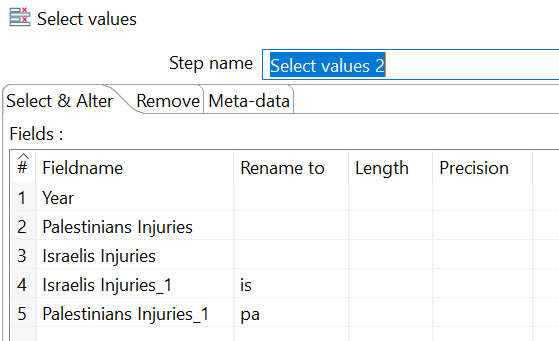 Select values
Step name Select values 2
Select & Alter Remove Meta-data
Fields :
# Fieldname Rename to Length Precision
1 Year
2 Palestinians Injuries
3 Israelis Injuries
4 Israelis Injuries_1 is
5 Palestinians Injuries_1 pa